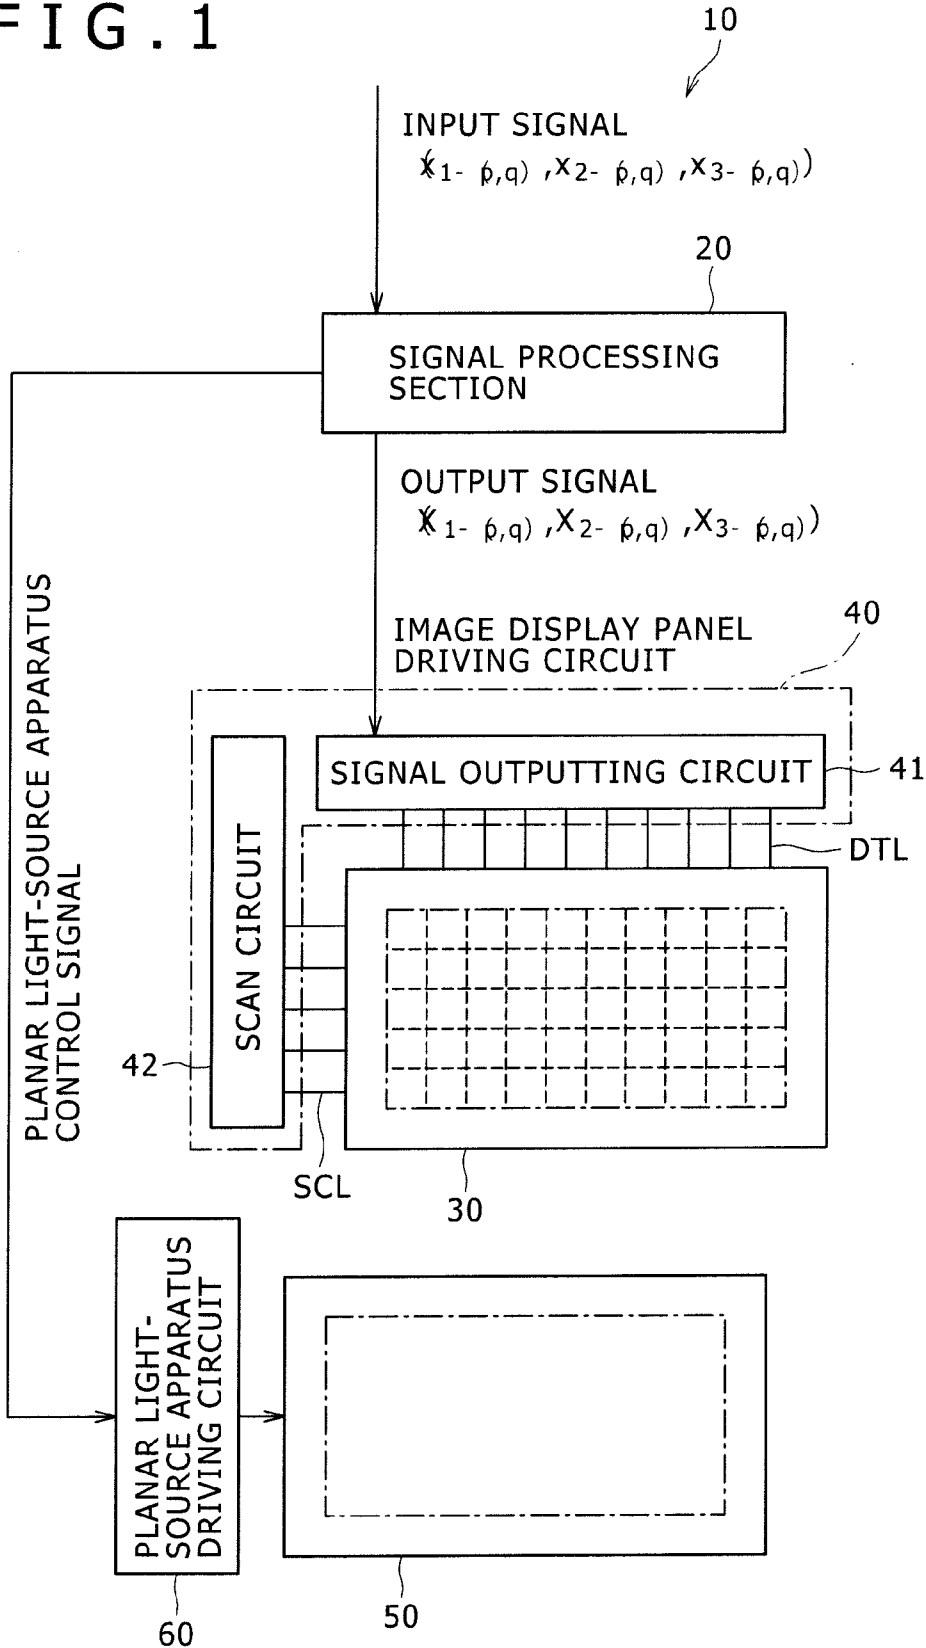 FIG.1
10
INPUT SIGNAL
(x1-(p,q) ,x2-(p,q) ,x3-(p,q))
20
SIGNAL PROCESSING
SECTION
OUTPUT SIGNAL
(X1-(p,q) ,X2-(p,q) ,X3-(p,q))
PLANAR LIGHT-SOURCE APPARATUS
CONTROL SIGNAL
IMAGE DISPLAY PANEL
DRIVING CIRCUIT
40
SIGNAL OUTPUTTING CIRCUIT
41
DTL
SCAN CIRCUIT
42
SCL
30
PLANAR LIGHT-
SOURCE APPARATUS
DRIVING CIRCUIT
60
50